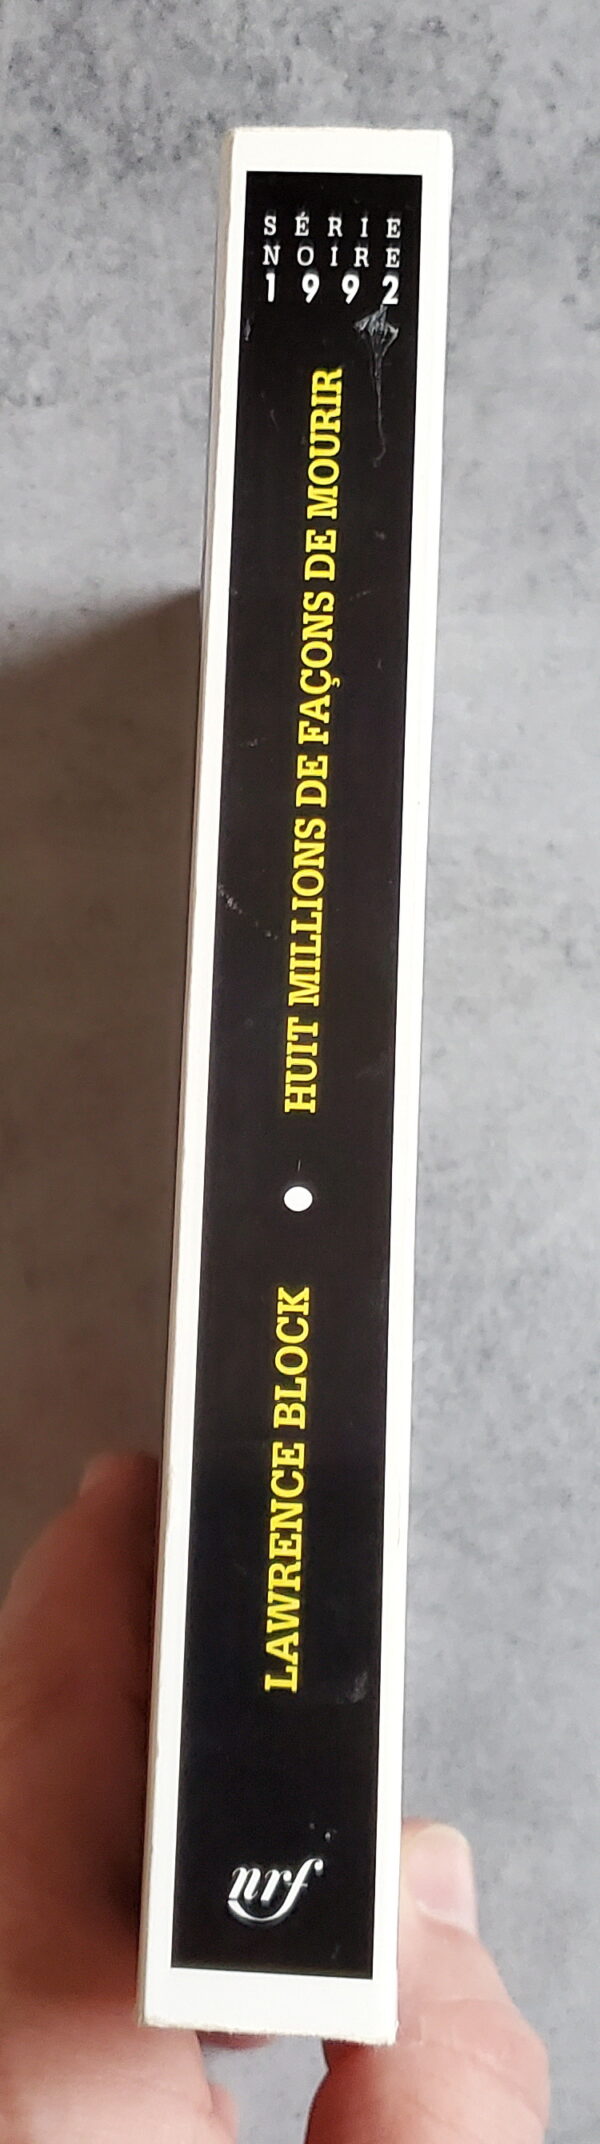 SÉRIE
NOIRE
1992
HUIT MILLIONS DE FAÇONS DE MOURIR
LAWRENCE BLOCK
nrf